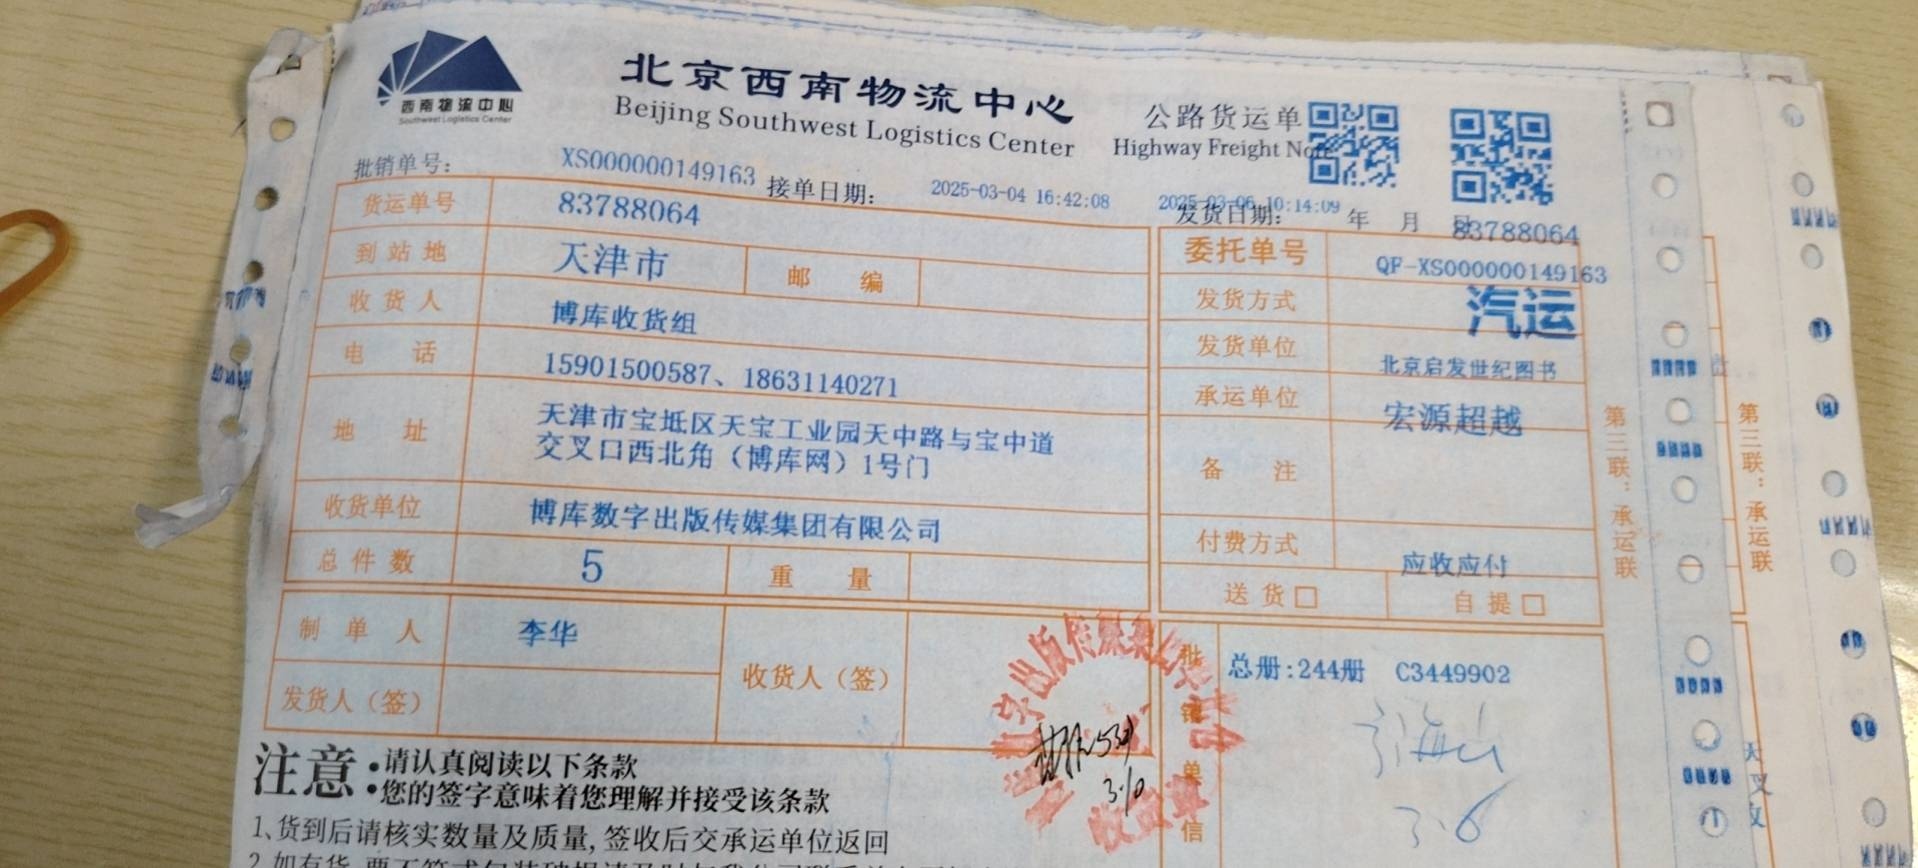 西南物流中心
Southwest Logistics Center
北京西南物流中心
Beijing Southwest Logistics Center
公路货运单
Highway Freight Note
批销单号: XS000000149163 接单日期: 2025-03-04 16:42:08 发货日期: 2025-03-06 10:14:09 年 月 日
83788064
货运单号 83788064
到站地 天津市 邮编
收货人 博库收货组
电话 15901500587、18631140271
地址 天津市宝坻区天宝工业园天中路与宝中道
交叉口西北角（博库网）1号门
收货单位 博库数字出版传媒集团有限公司
总件数 5 重量
制单人 李华 收货人（签）
发货人（签）
委托单号 QF-XS000000149163
发货方式 汽运
发货单位 北京启发世纪图书
承运单位 宏源超越
备注
付费方式 应收应付
送货□ 自提□
批销单信
总册:244册 C3449902
3.10
3.6
第三联:承运联
第三联:承运联
注意:请认真阅读以下条款
您的签字意味着您理解并接受该条款
1、货到后请核实数量及质量,签收后交承运单位返回